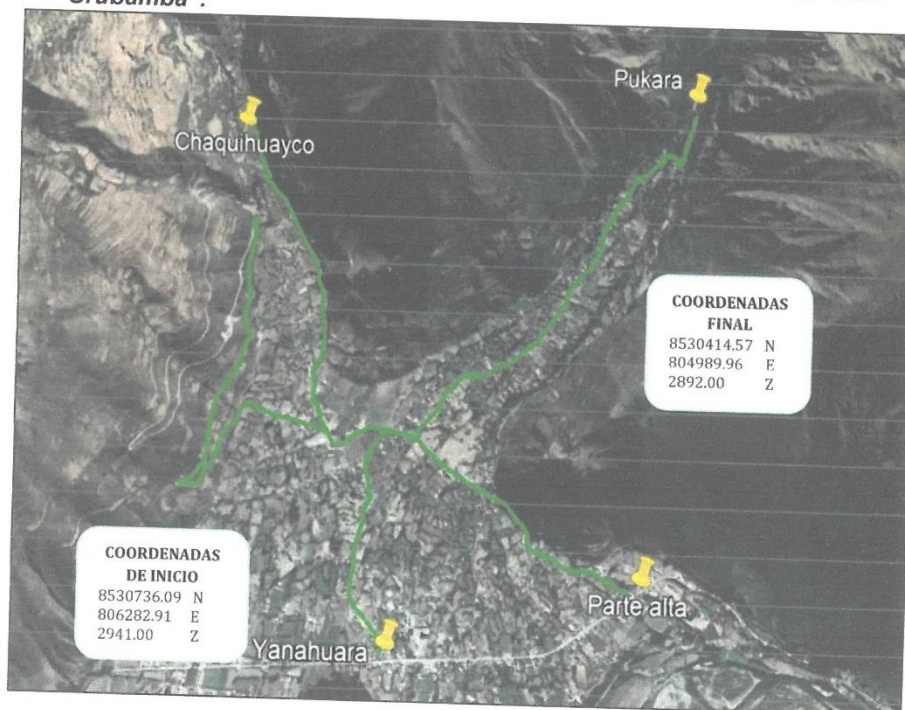 Urubamba".
Pukara
Chaquihuayco
COORDENADAS
FINAL
8530414.57 N
804989.96 E
2892.00 Z
COORDENADAS
DE INICIO
8530736.09 N
806282.91 E
2941.00 Z
Parte alta
Yanahuara